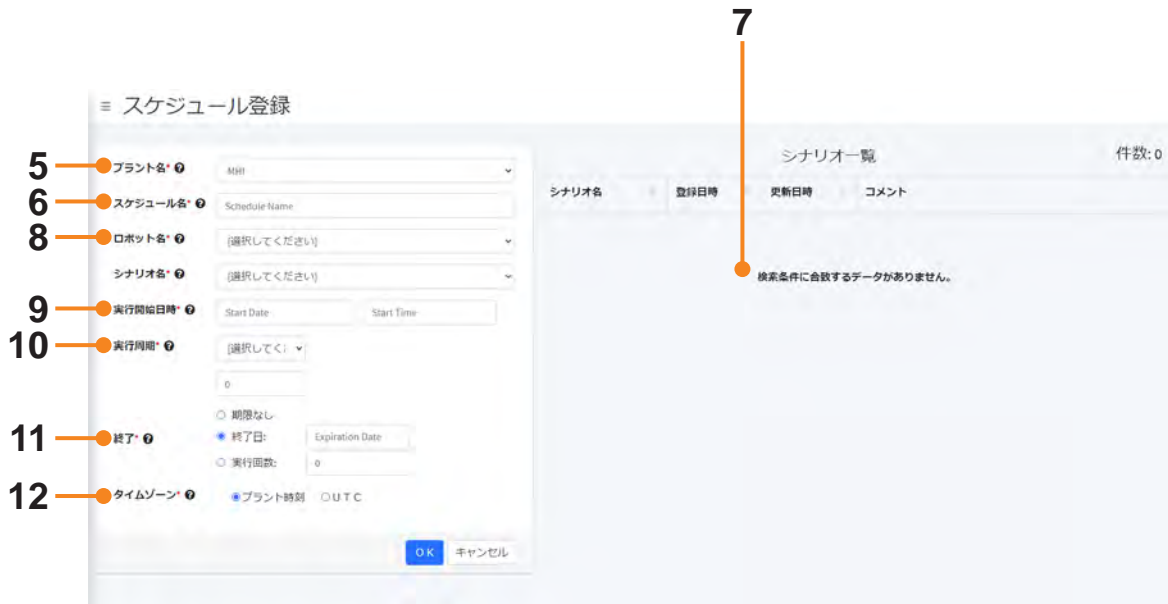 7
≡ スケジュール登録
シナリオ一覧
件数: 0
5
プラント名*
MHI
シナリオ名
登録日時
更新日時
コメント
6
スケジュール名*
Schedule Name
8
ロボット名*
(選択してください)
シナリオ名*
(選択してください)
検索条件に合致するデータがありません。
9
実行開始日時*
Start Date
Start Time
10
実行周期*
(選択してく
0
期限なし
11
終了*
終了日:
Expiration Date
実行回数:
0
12
タイムゾーン*
プラント時刻
UTC
OK
キャンセル